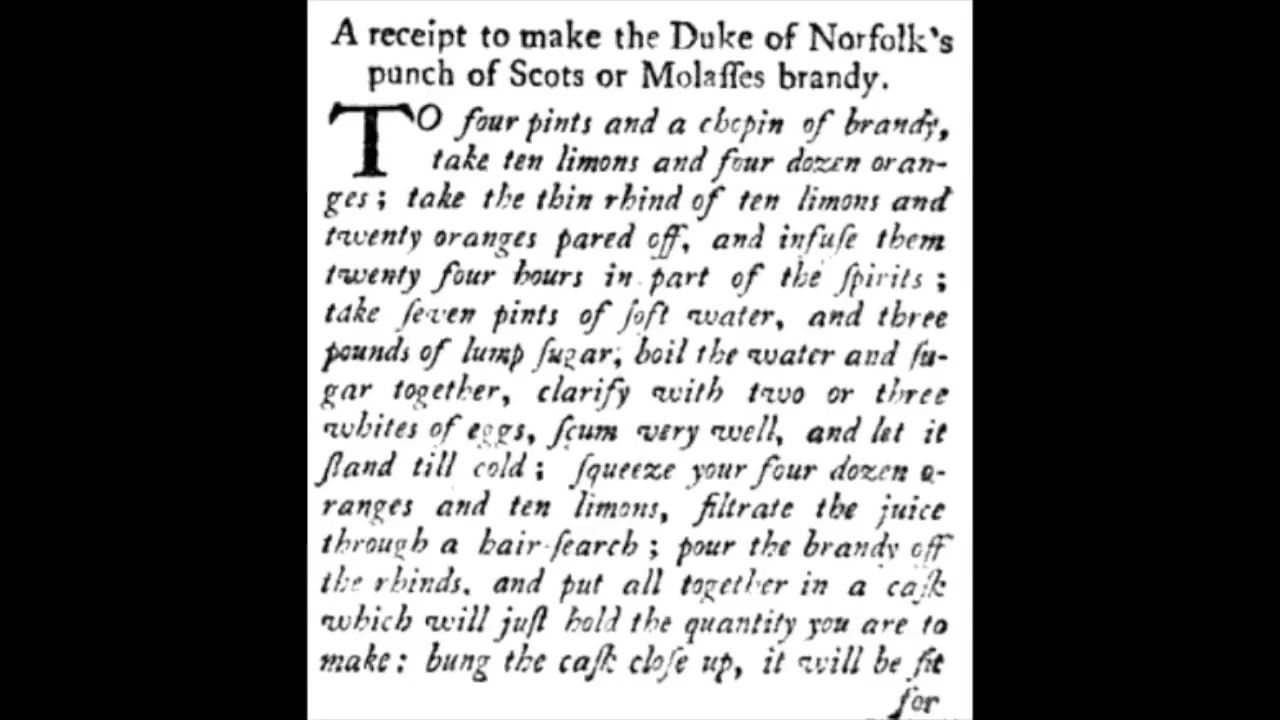 A receipt to make the Duke of Norfolk's
punch of Scots or Molaſſes brandy.
TO four pints and a chopin of brandy,
take ten limons and four dozen oran-
ges; take the thin rhind of ten limons and
twenty oranges pared off, and infuſe them
twenty four hours in part of the ſpirits;
take ſeven pints of ſoft water, and three
pounds of lump ſugar; boil the water and ſu-
gar together, clarify with two or three
whites of eggs, ſcum very well, and let it
ſtand till cold; ſqueeze your four dozen o-
ranges and ten limons, filtrate the juice
through a hair-ſearch; pour the brandy off
the rhinds, and put all together in a caſk
which will juſt hold the quantity you are to
make: bung the caſk cloſe up, it will be fit
for